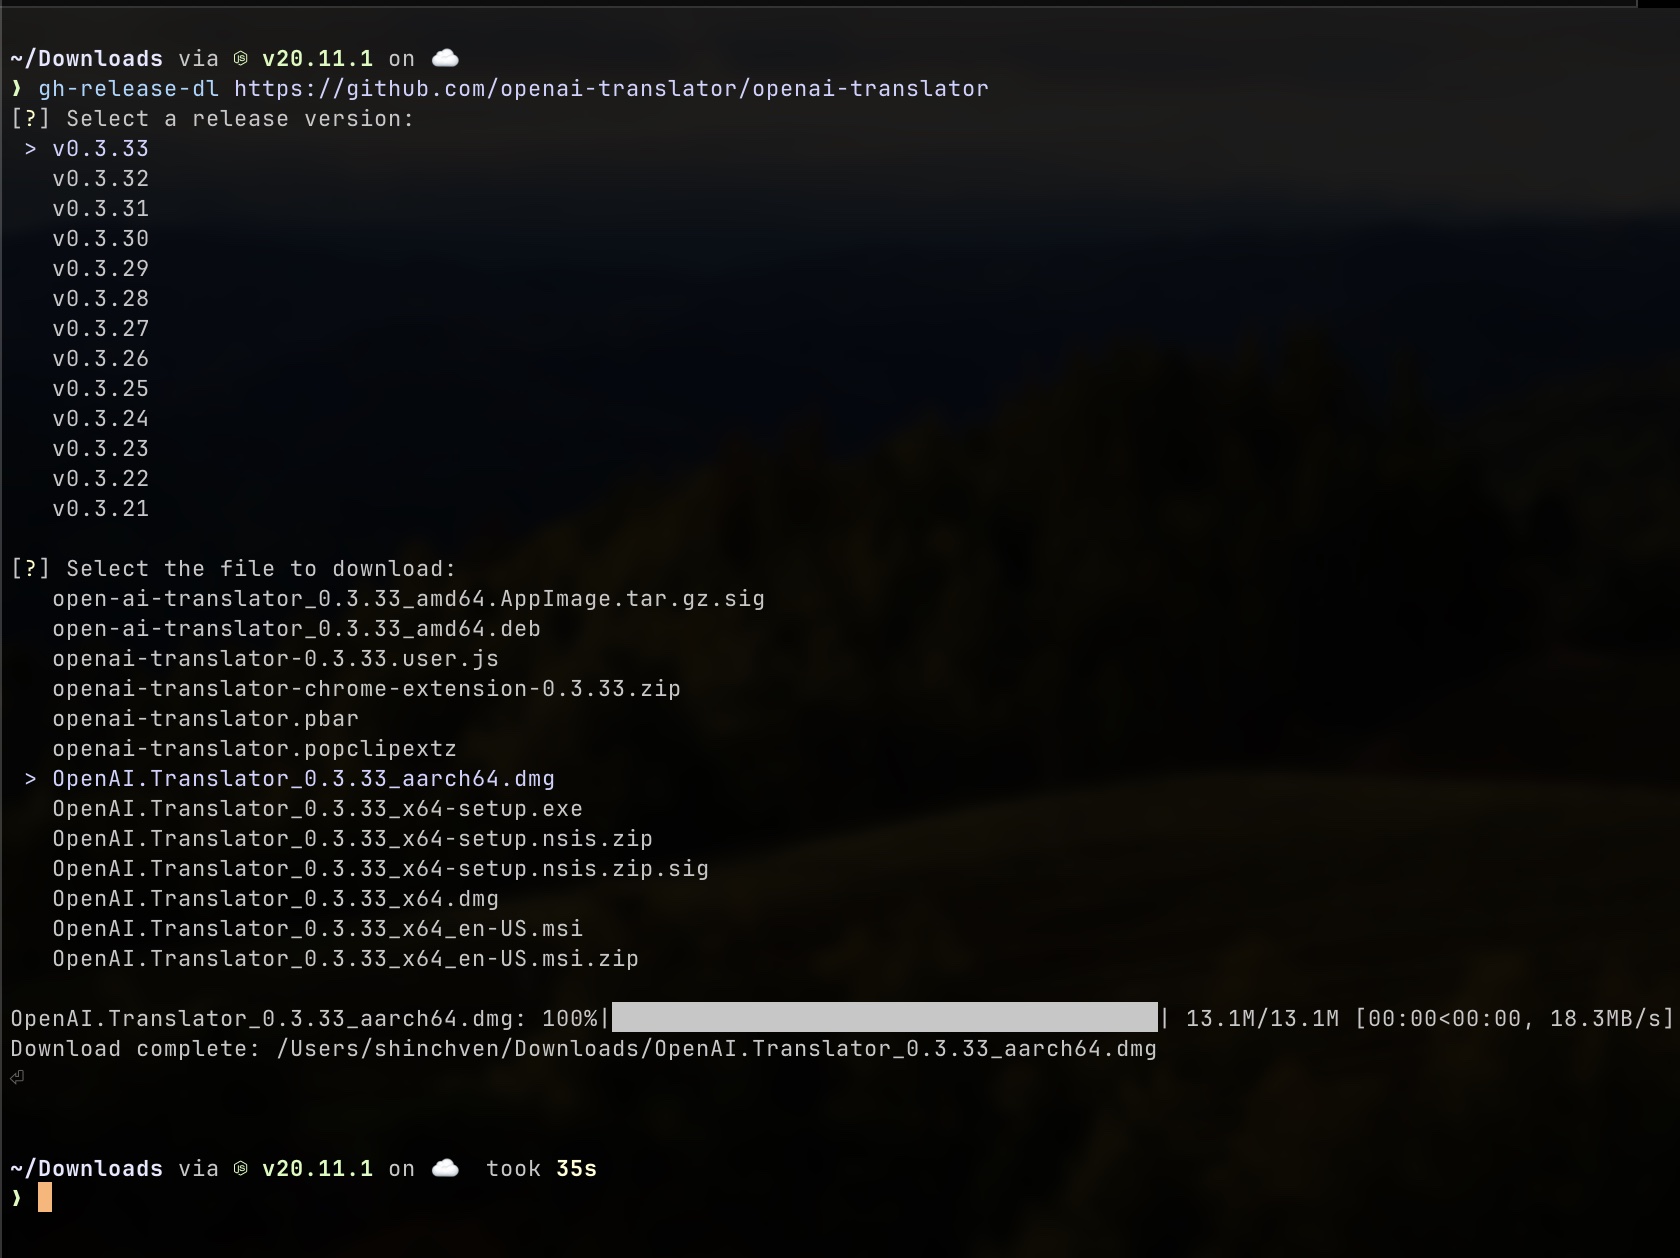 ~/Downloads via v20.11.1 on ☁️
❯ gh-release-dl https://github.com/openai-translator/openai-translator
[?] Select a release version:
> v0.3.33
v0.3.32
v0.3.31
v0.3.30
v0.3.29
v0.3.28
v0.3.27
v0.3.26
v0.3.25
v0.3.24
v0.3.23
v0.3.22
v0.3.21
[?] Select the file to download:
open-ai-translator_0.3.33_amd64.AppImage.tar.gz.sig
open-ai-translator_0.3.33_amd64.deb
openai-translator-0.3.33.user.js
openai-translator-chrome-extension-0.3.33.zip
openai-translator.pbar
openai-translator.popclipextz
> OpenAI.Translator_0.3.33_aarch64.dmg
OpenAI.Translator_0.3.33_x64-setup.exe
OpenAI.Translator_0.3.33_x64-setup.nsis.zip
OpenAI.Translator_0.3.33_x64-setup.nsis.zip.sig
OpenAI.Translator_0.3.33_x64.dmg
OpenAI.Translator_0.3.33_x64_en-US.msi
OpenAI.Translator_0.3.33_x64_en-US.msi.zip
OpenAI.Translator_0.3.33_aarch64.dmg: 100%|██████████| 13.1M/13.1M [00:00<00:00, 18.3MB/s]
Download complete: /Users/shinchven/Downloads/OpenAI.Translator_0.3.33_aarch64.dmg
⏎
~/Downloads via v20.11.1 on ☁️ took 35s
❯